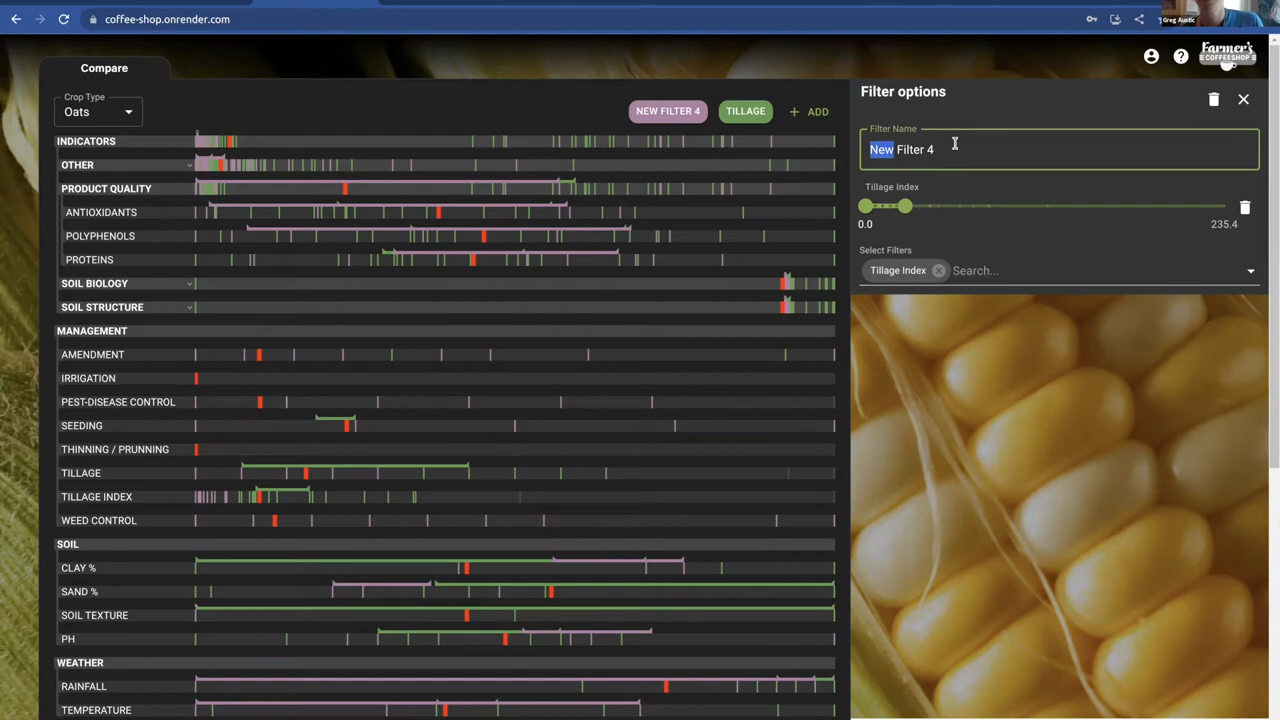 coffee-shop.onrender.com
Greg Austic
Compare
Farmer's
COFFEESHOP
Crop Type
Oats
NEW FILTER 4
TILLAGE
+ ADD
INDICATORS
OTHER
PRODUCT QUALITY
ANTIOXIDANTS
POLYPHENOLS
PROTEINS
SOIL BIOLOGY
SOIL STRUCTURE
MANAGEMENT
AMENDMENT
IRRIGATION
PEST-DISEASE CONTROL
SEEDING
THINNING / PRUNNING
TILLAGE
TILLAGE INDEX
WEED CONTROL
SOIL
CLAY %
SAND %
SOIL TEXTURE
PH
WEATHER
RAINFALL
TEMPERATURE
Filter options
Filter Name
New Filter 4
Tillage Index
0.0 235.4
Select Filters
Tillage Index Search...